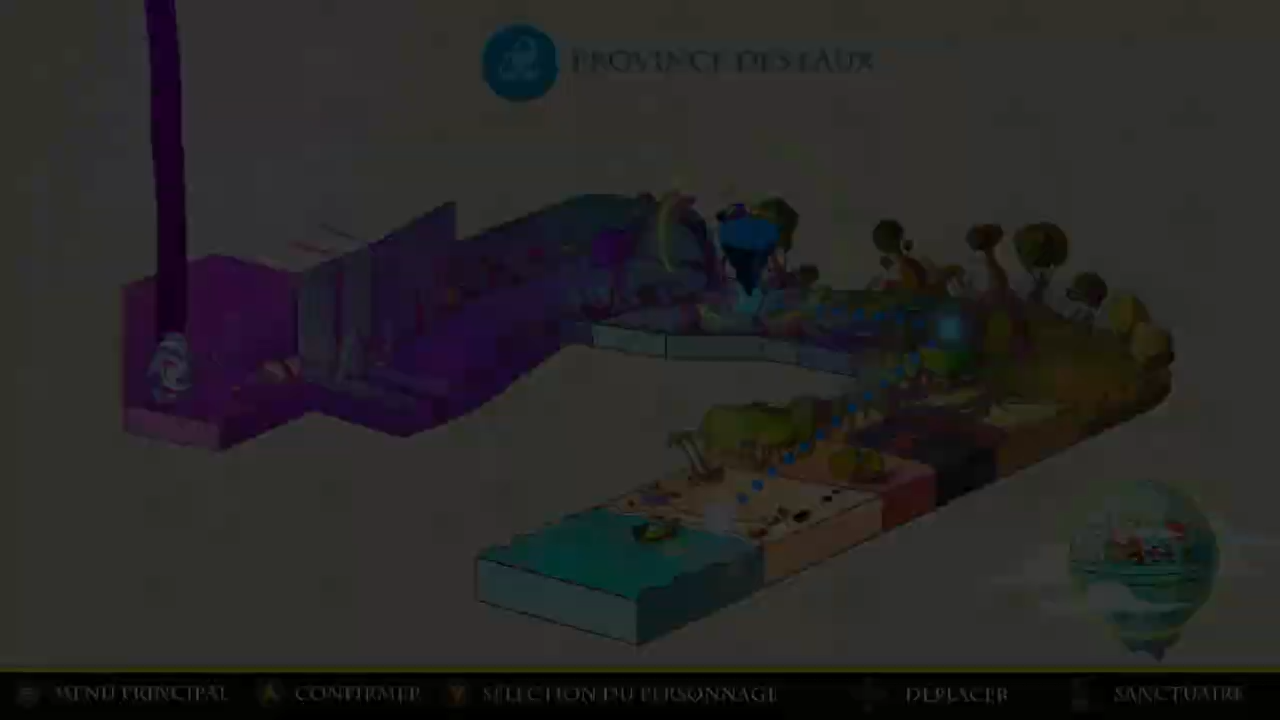 PROVINCE DES EAUX
MENU PRINCIPAL A CONFIRMER Y SÉLECTION DU PERSONNAGE DÉPLACER SANCTUAIRE